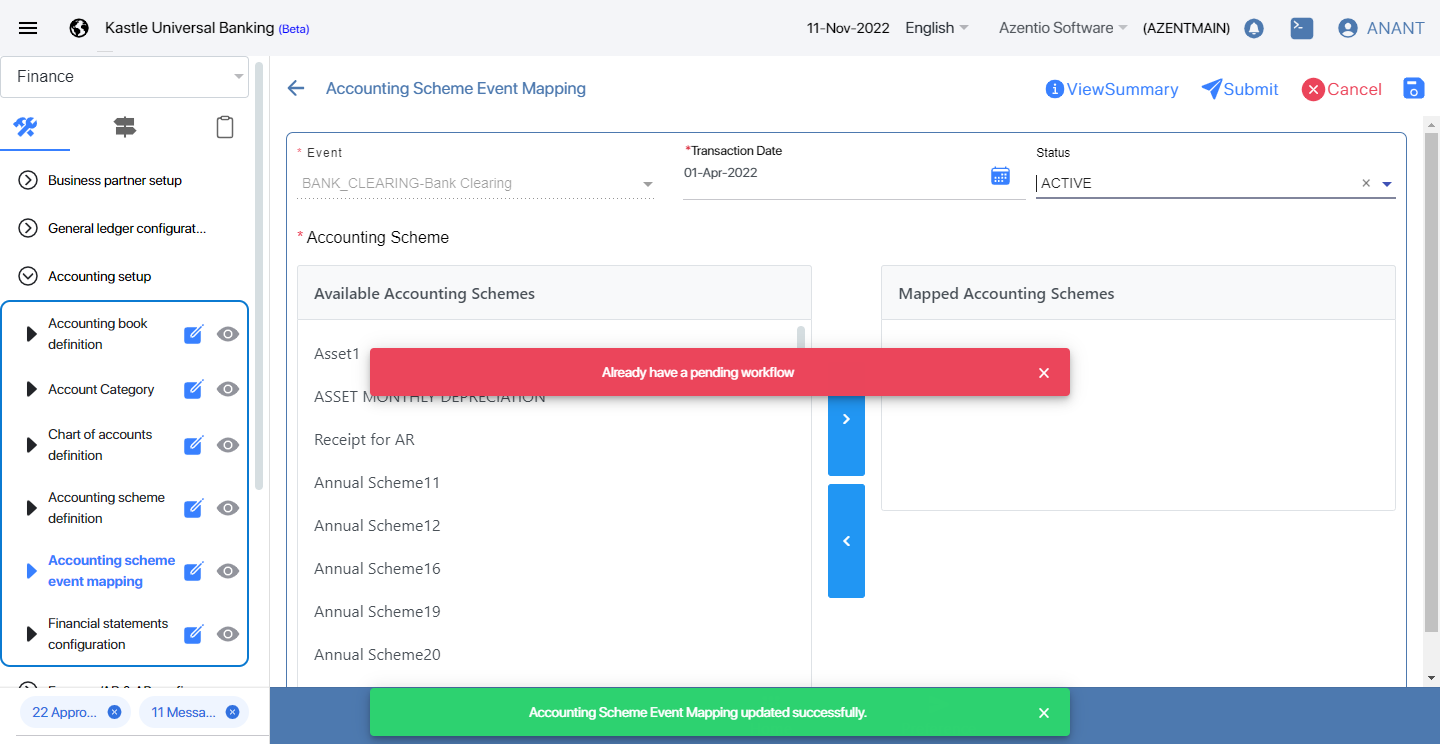 Kastle Universal Banking (Beta)
11-Nov-2022 English Azentio Software (AZENTMAIN) ANANT
Finance
Accounting Scheme Event Mapping
ViewSummary Submit Cancel
Business partner setup
General ledger configurat...
Accounting setup
Accounting book
definition
Account Category
Chart of accounts
definition
Accounting scheme
definition
Accounting scheme
event mapping
Financial statements
configuration
22 Appro... 11 Messa...
* Event
BANK_CLEARING-Bank Clearing
*Transaction Date
01-Apr-2022
Status
ACTIVE
* Accounting Scheme
Available Accounting Schemes
Mapped Accounting Schemes
Asset1
Already have a pending workflow
ASSET MONTHLY DEPRECIATION
Receipt for AR
Annual Scheme11
Annual Scheme12
Annual Scheme16
Annual Scheme19
Annual Scheme20
Accounting Scheme Event Mapping updated successfully.